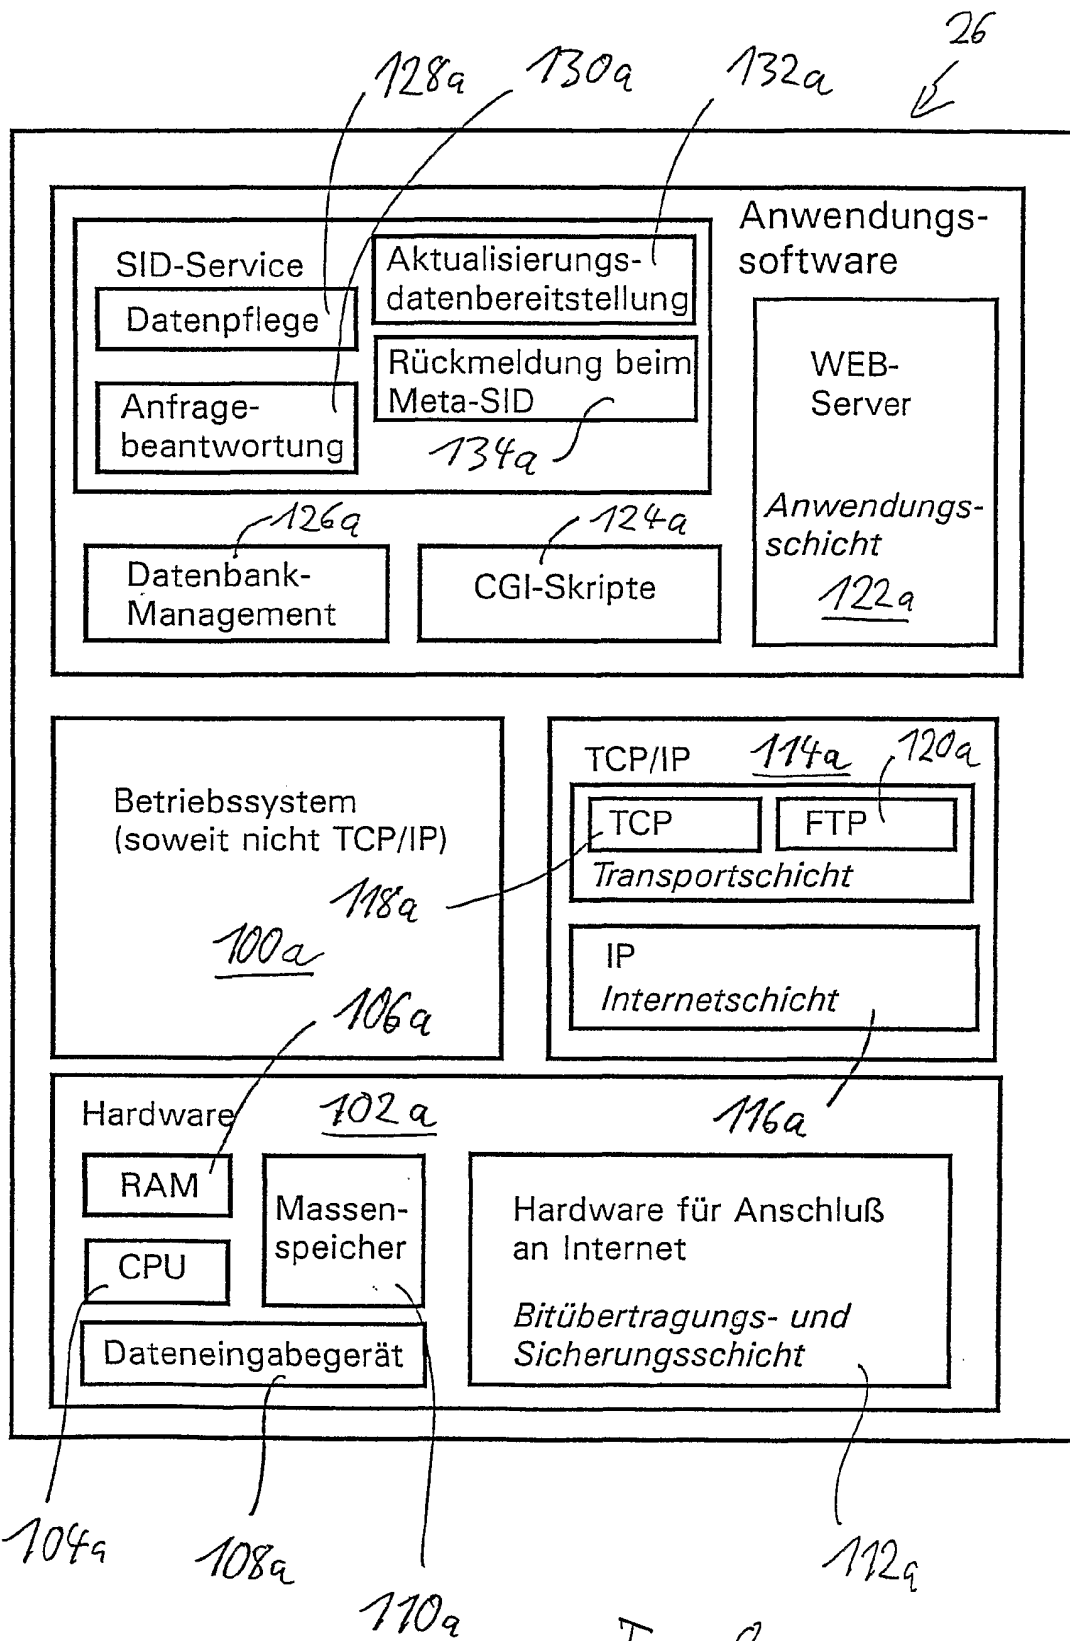 26
128a
130a
132a
Anwendungs-
software
SID-Service
Datenpflege
Aktualisierungs-
datenbereitstellung
Anfrage-
beantwortung
Rückmeldung beim
Meta-SID
134a
WEB-
Server
Anwendungs-
schicht
122a
126a
Datenbank-
Management
124a
CGI-Skripte
Betriebssystem
(soweit nicht TCP/IP)
100a
TCP/IP
114a
120a
TCP
FTP
Transportschicht
118a
IP
Internetschicht
116a
106a
Hardware
102a
RAM
CPU
Massen-
speicher
Dateneingabegerät
Hardware für Anschluß
an Internet
Bitübertragungs- und
Sicherungsschicht
104a
108a
110a
112a